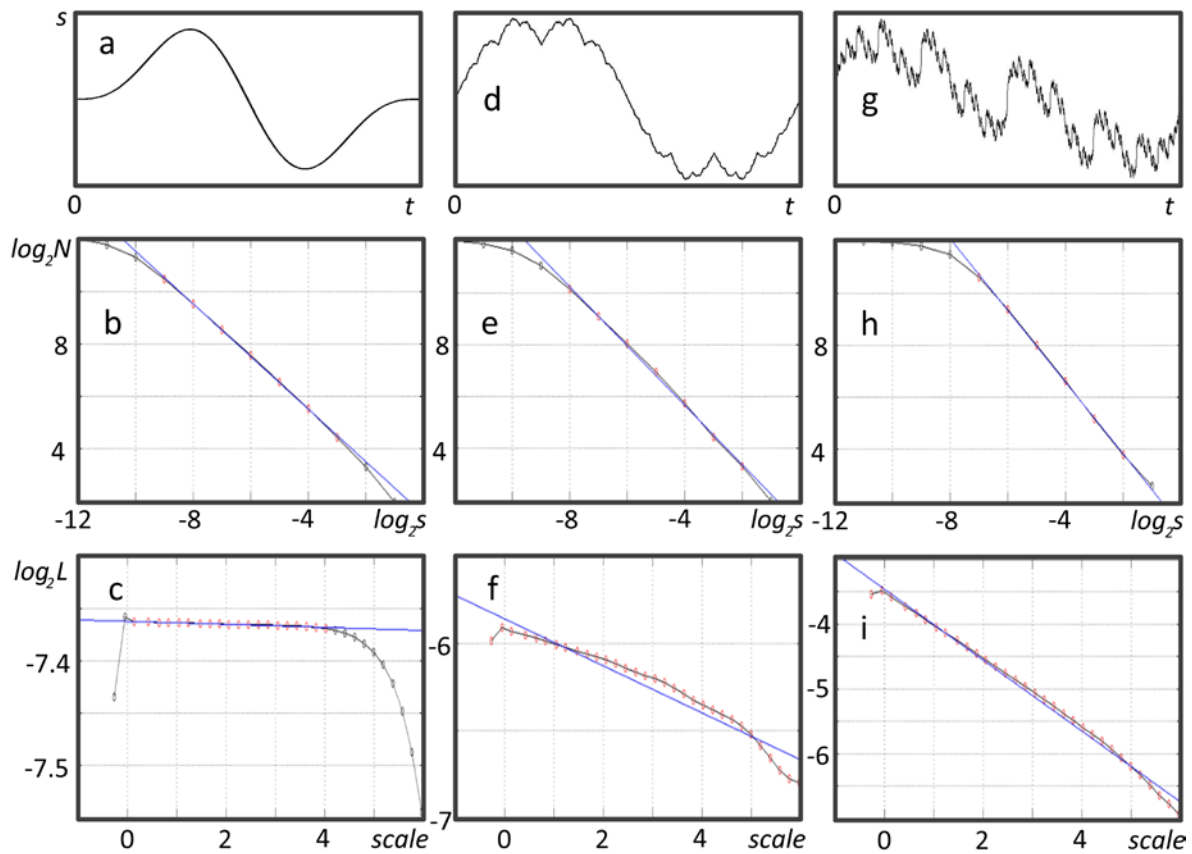 s a d g
0 t 0 t 0 t
log₂N b e h
8 8 8
4 4 4
-12 -8 -4 log₂s -8 -4 log₂s -12 -8 -4 log₂s
log₂L c f i
-7.4 -6 -4
-5
-7.5 -6
-7
0 2 4 scale 0 2 4 scale 0 2 4 scale